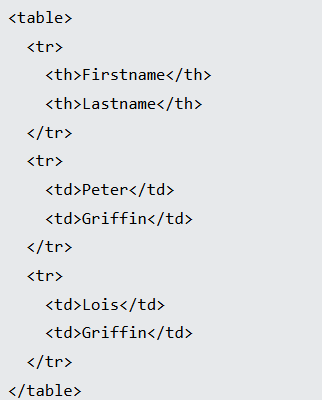 <table>
  <tr>
    <th>Firstname</th>
    <th>Lastname</th>
  </tr>
  <tr>
    <td>Peter</td>
    <td>Griffin</td>
  </tr>
  <tr>
    <td>Lois</td>
    <td>Griffin</td>
  </tr>
</table>